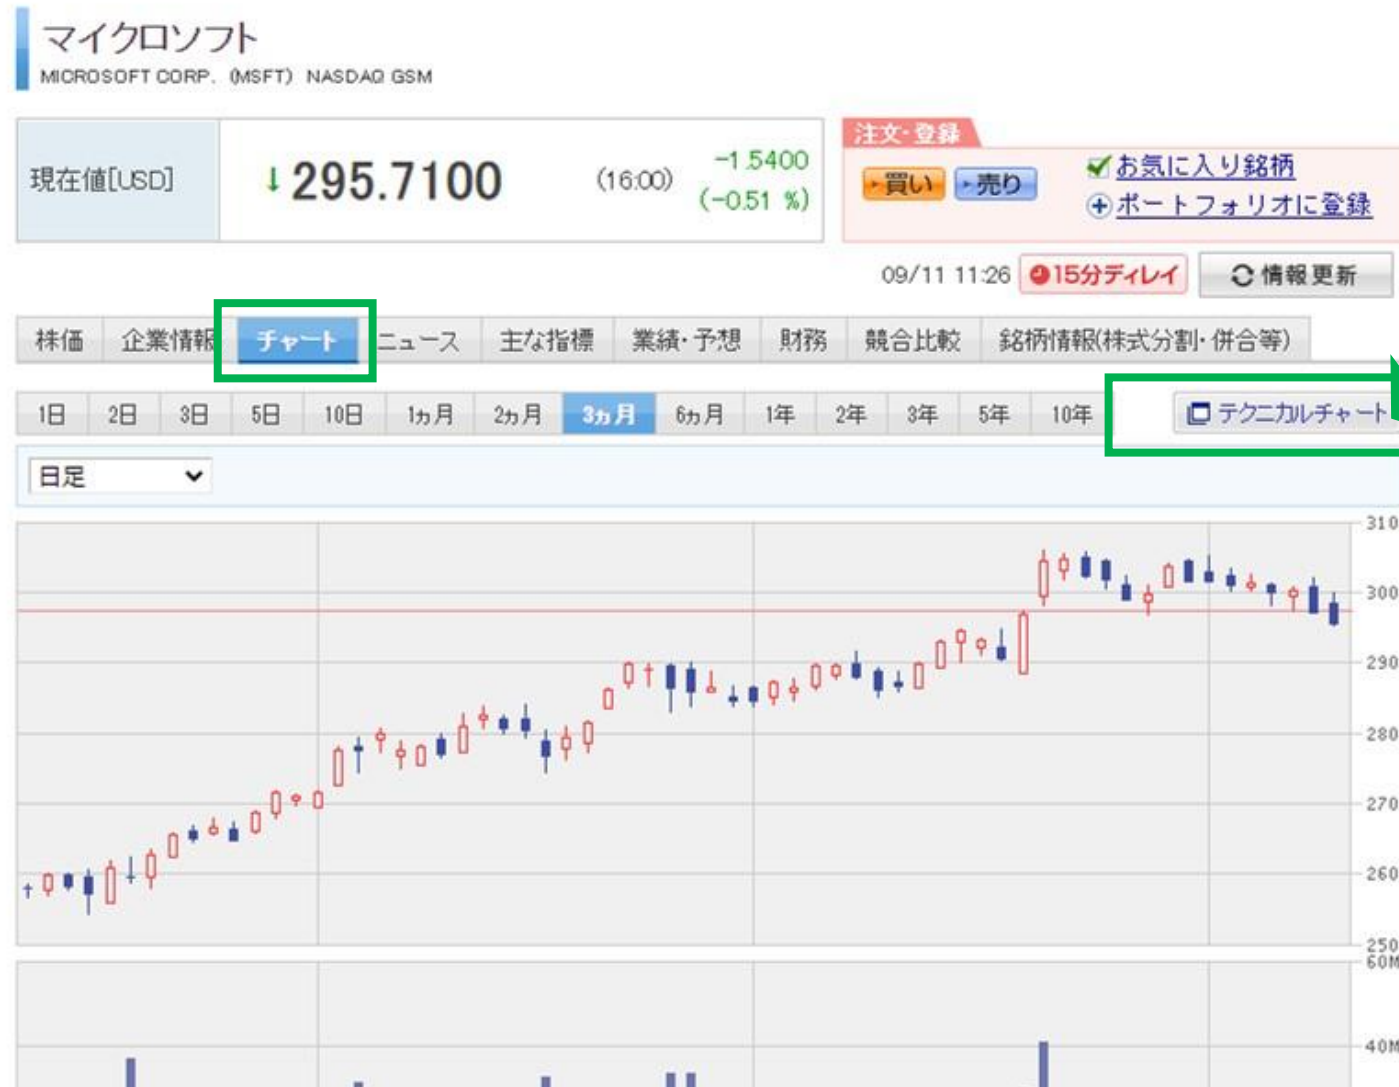 マイクロソフト
MICROSOFT CORP. (MSFT) NASDAQ GSM
現在値[USD] ↓ 295.7100 (16:00) -1.5400 (-0.51 %)
注文・登録
買い 売り お気に入り銘柄
ポートフォリオに登録
09/11 11:26 15分ディレイ 情報更新
株価 企業情報 チャート ニュース 主な指標 業績・予想 財務 競合比較 銘柄情報(株式分割・併合等)
1日 2日 3日 5日 10日 1ヵ月 2ヵ月 3ヵ月 6ヵ月 1年 2年 3年 5年 10年 テクニカルチャート
日足
310
300
290
280
270
260
250
60M
40M